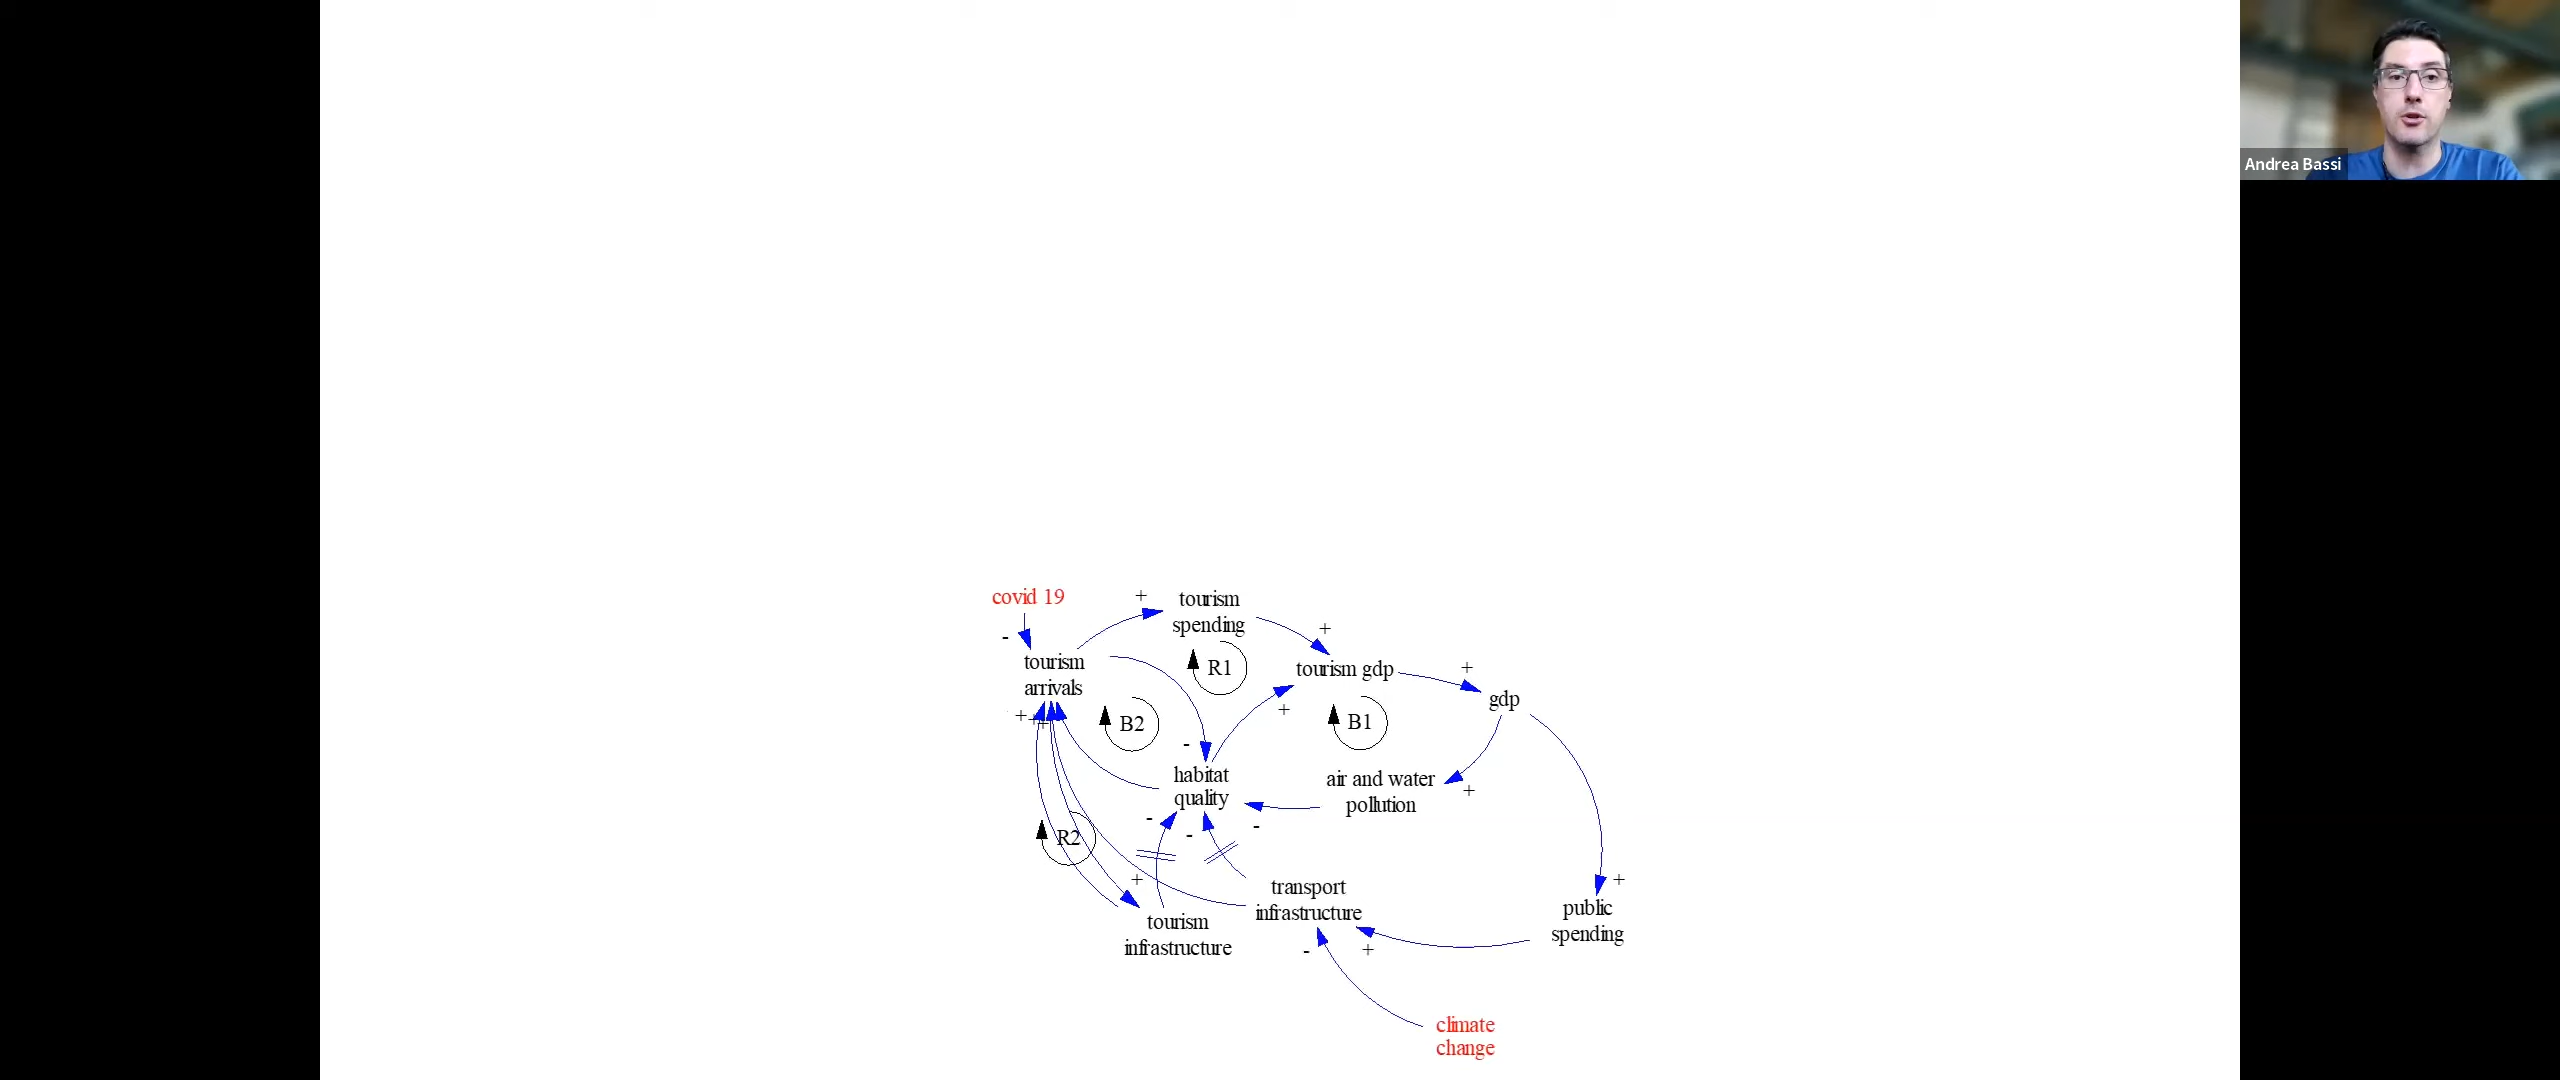 Andrea Bassi
covid 19
-
+
tourism
spending
+
tourism
arrivals
R1
tourism gdp
+
gdp
+
+
+
+
B2
B1
-
habitat
quality
air and water
pollution
+
-
-
-
R2
+
transport
infrastructure
+
public
spending
tourism
infrastructure
-
+
climate
change